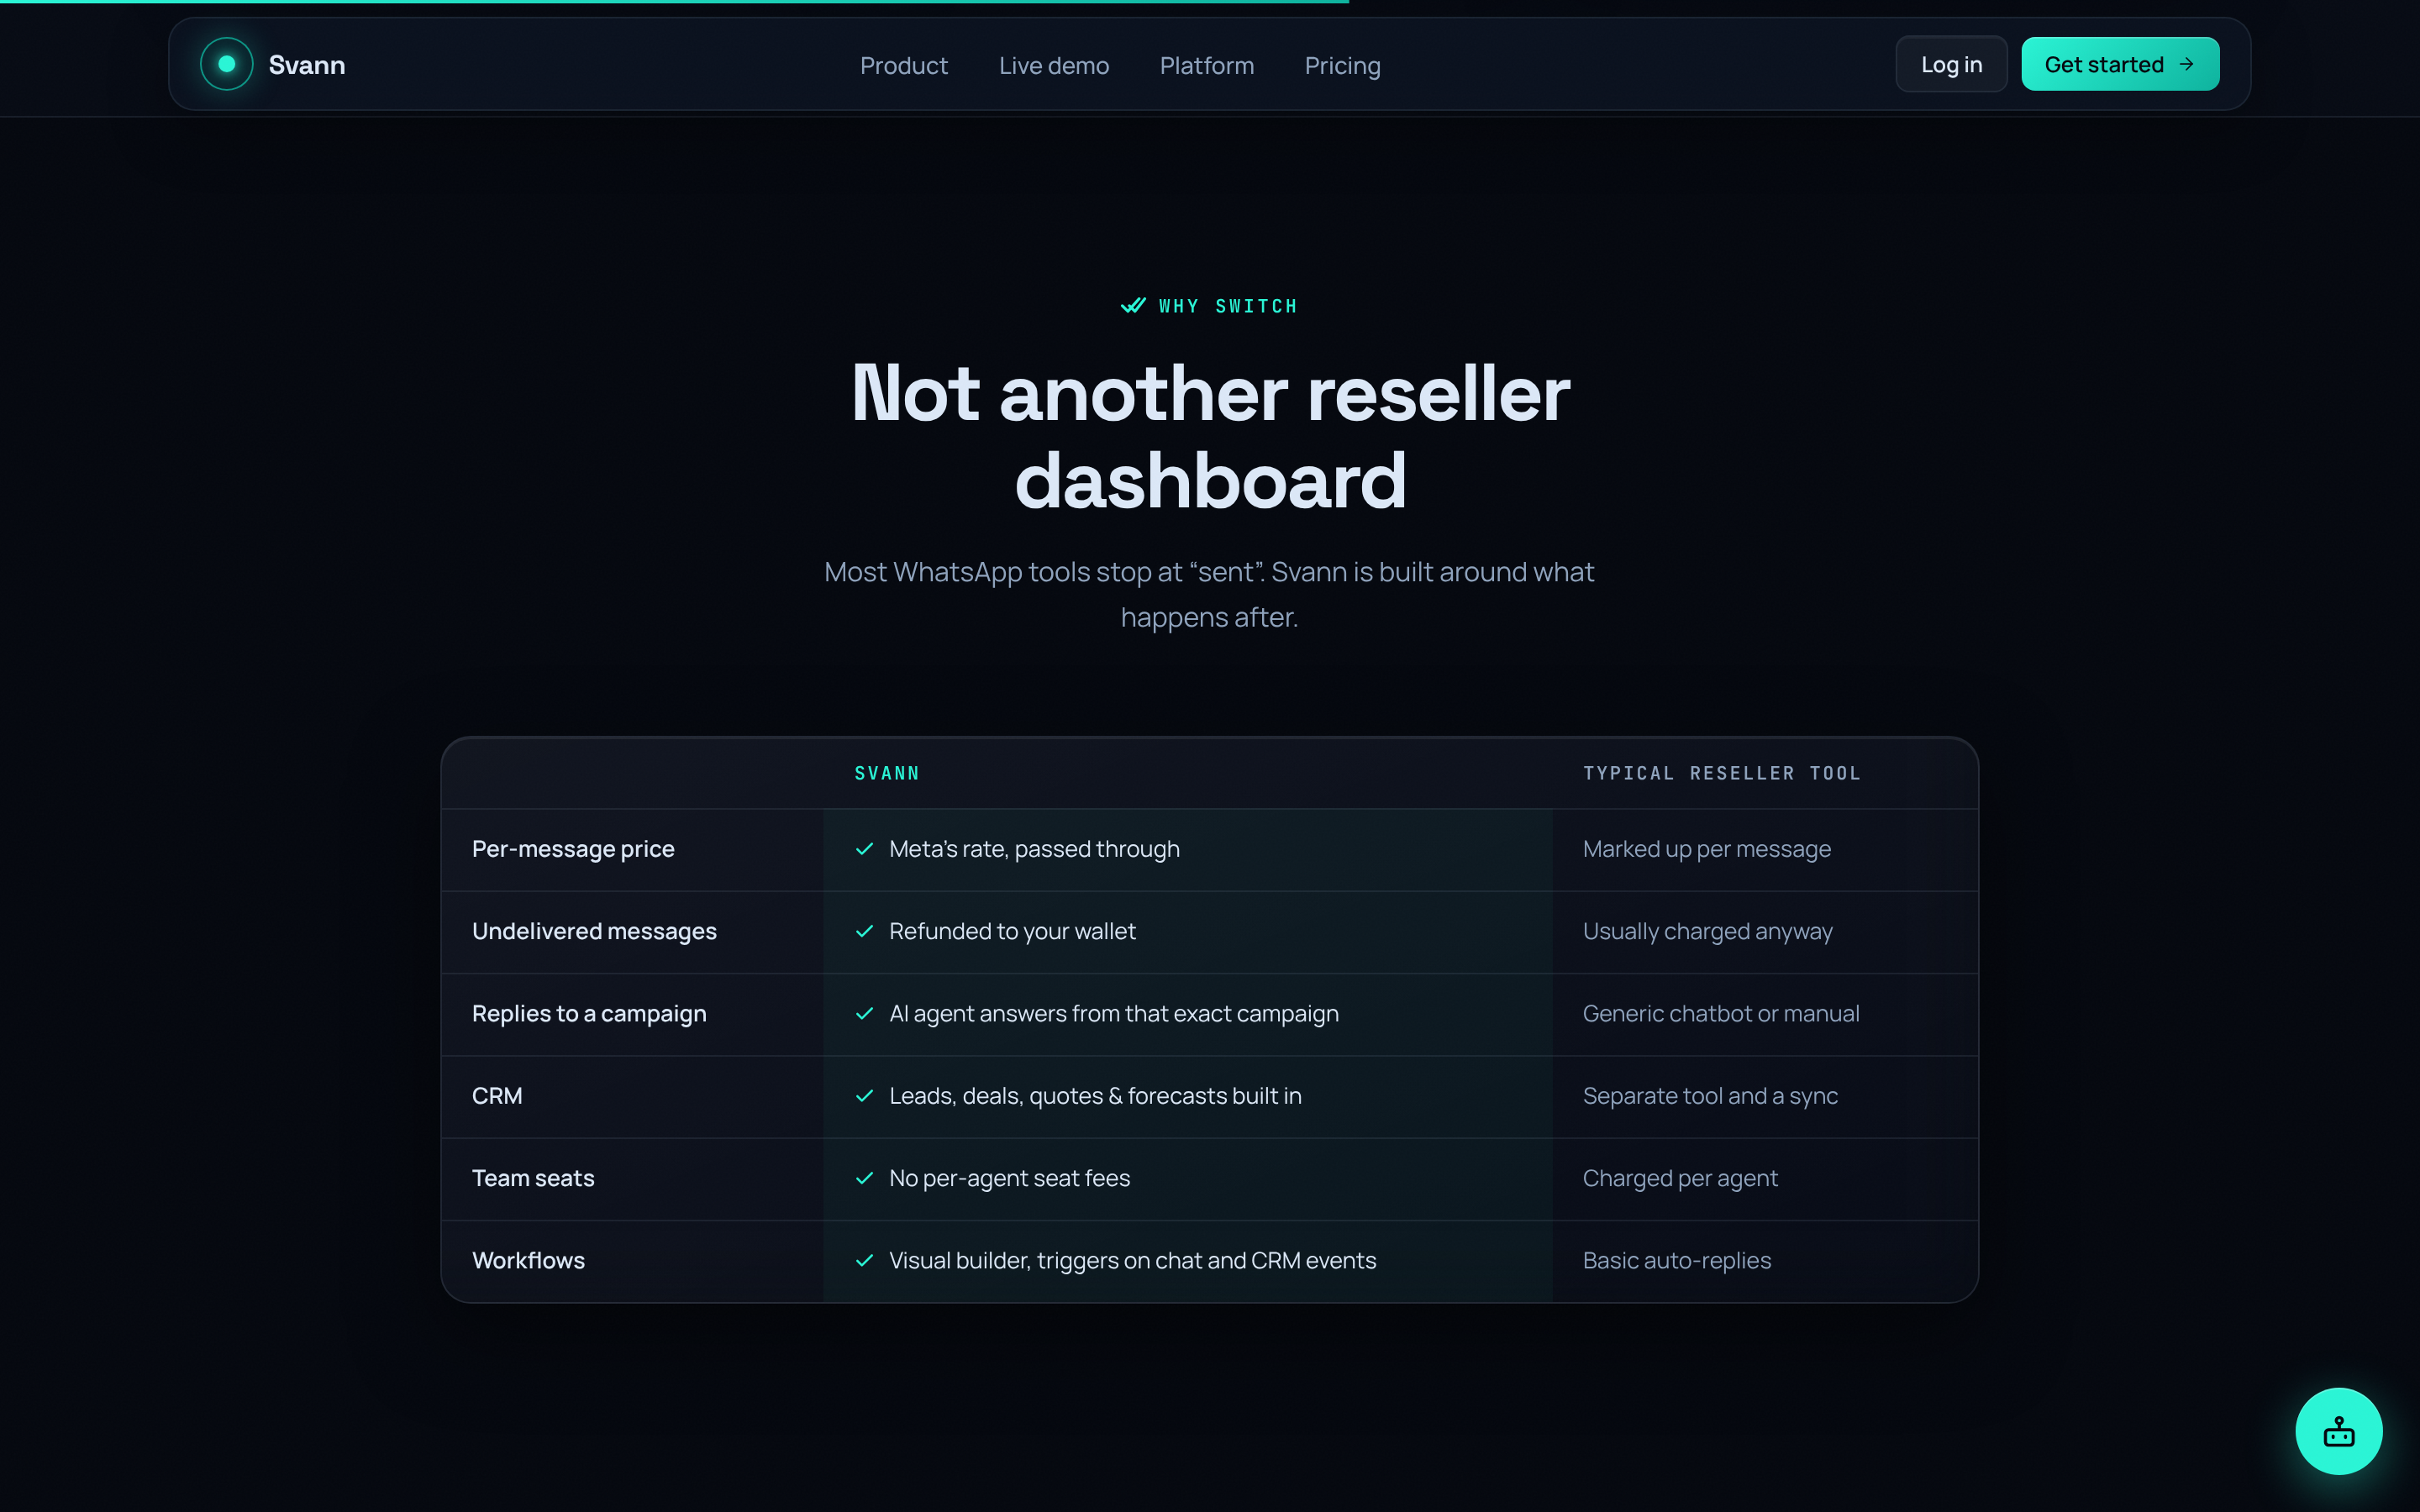 Svann
Product
Live demo
Platform
Pricing
Log in
Get started
WHY SWITCH
Not another reseller
dashboard
Most WhatsApp tools stop at “sent”. Svann is built around what
happens after.
SVANN
TYPICAL RESELLER TOOL
Per-message price
Meta’s rate, passed through
Marked up per message
Undelivered messages
Refunded to your wallet
Usually charged anyway
Replies to a campaign
AI agent answers from that exact campaign
Generic chatbot or manual
CRM
Leads, deals, quotes & forecasts built in
Separate tool and a sync
Team seats
No per-agent seat fees
Charged per agent
Workflows
Visual builder, triggers on chat and CRM events
Basic auto-replies